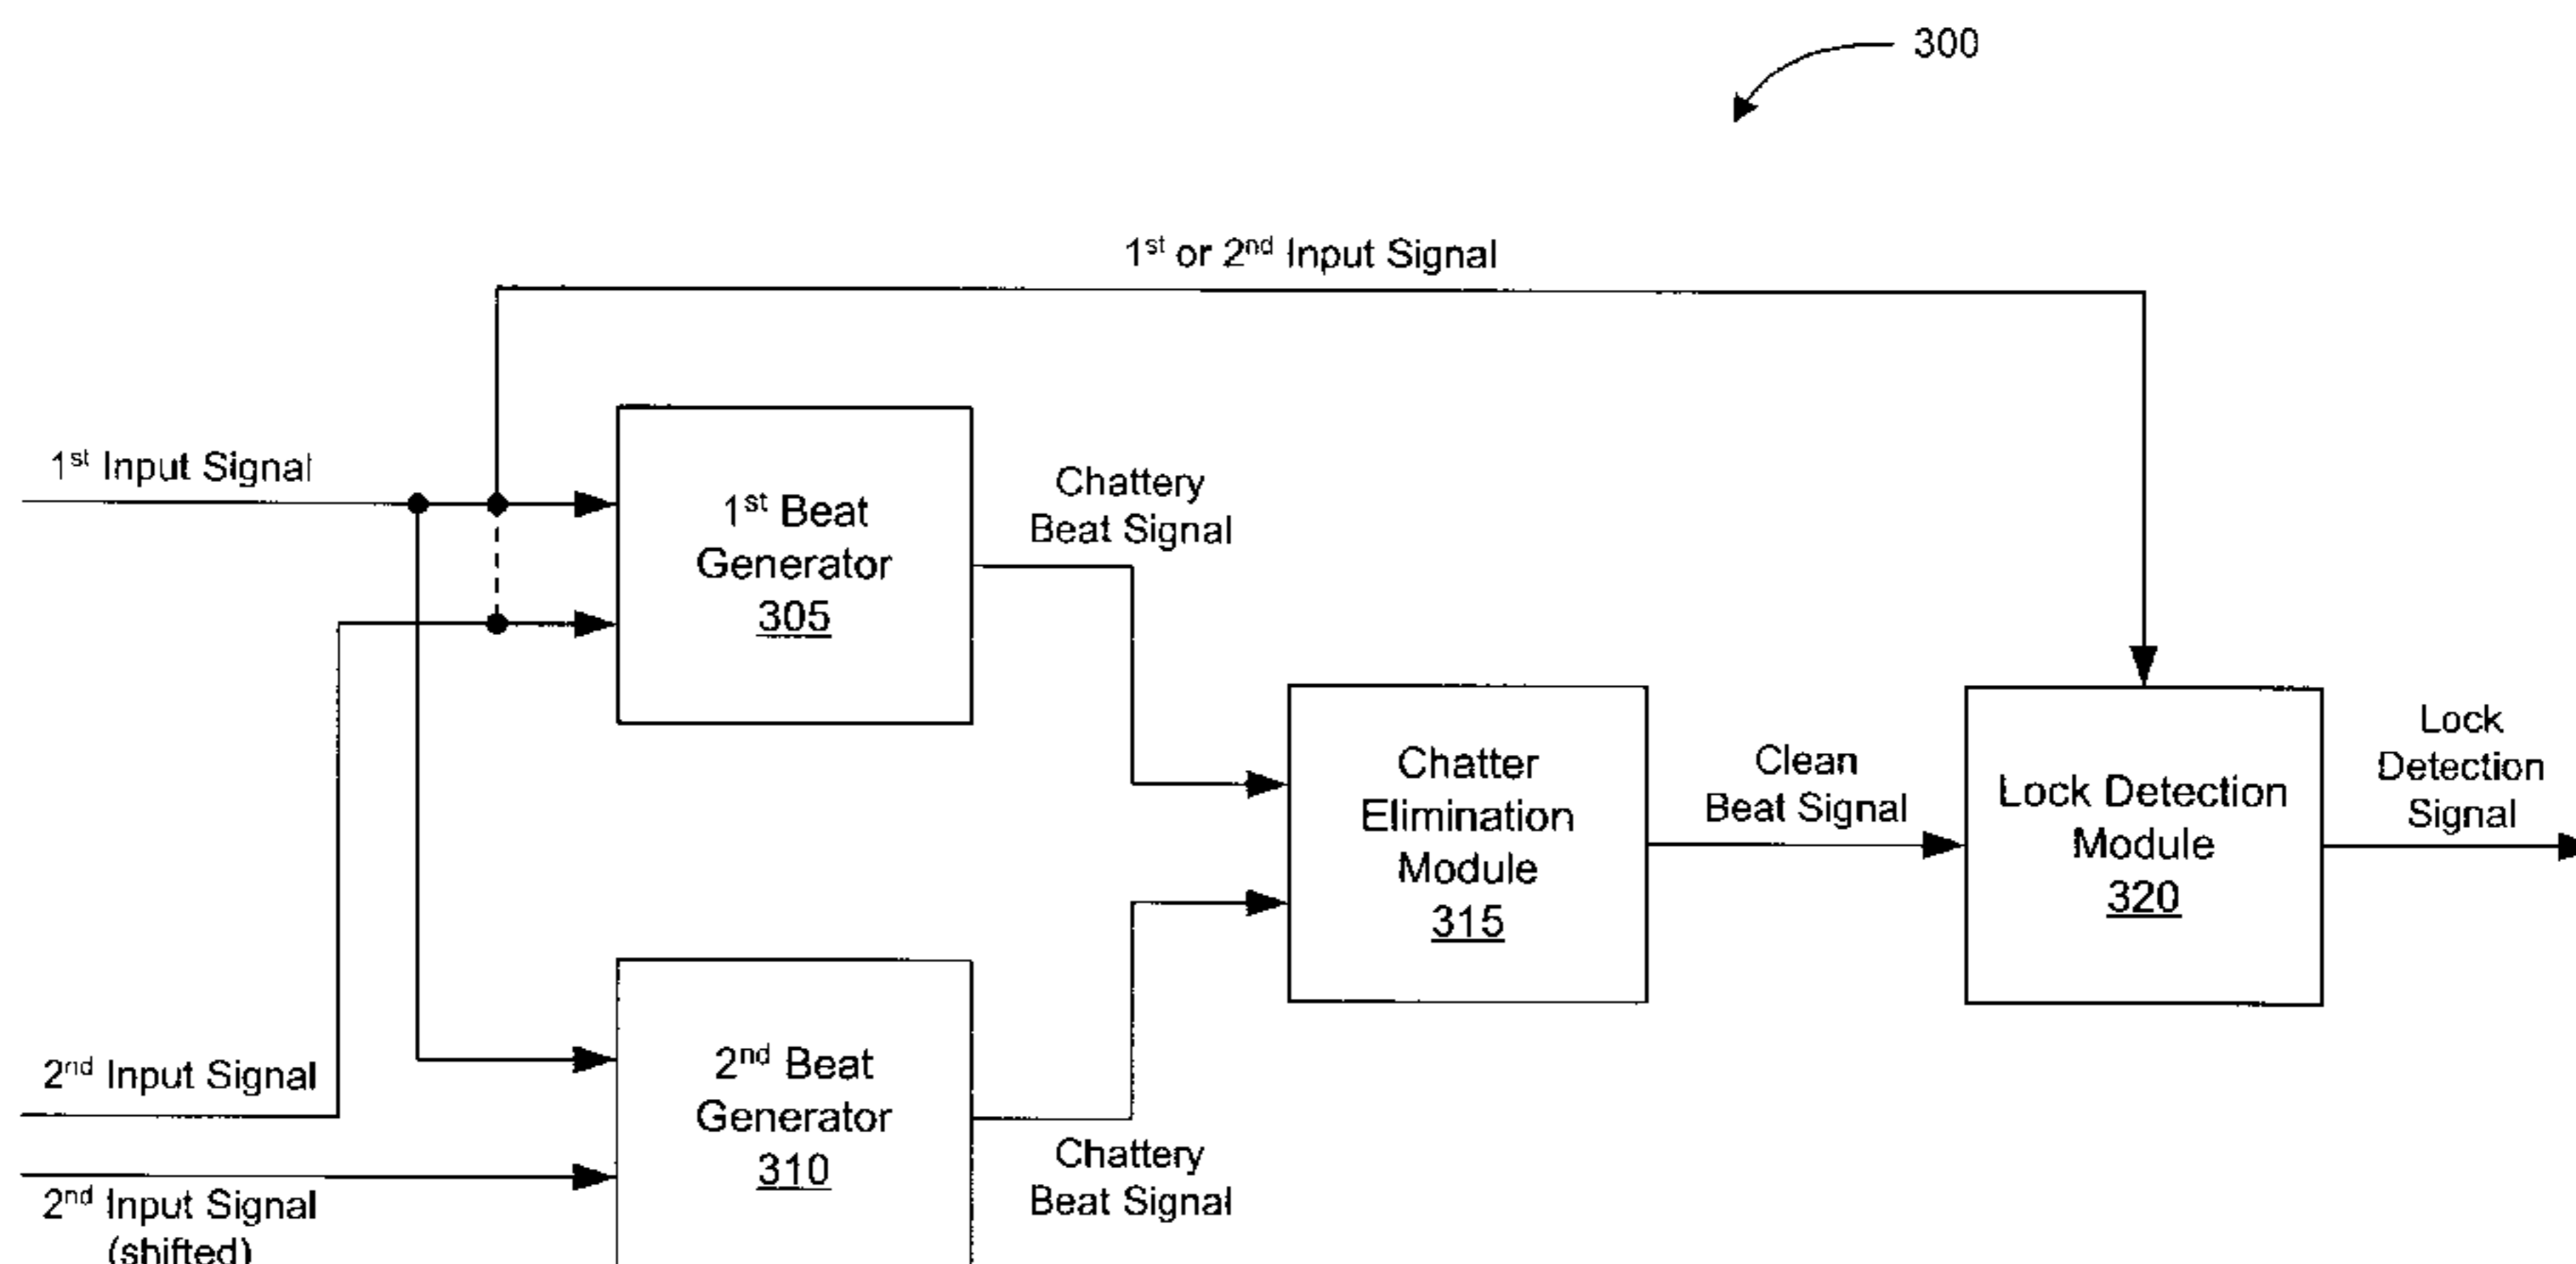 300
1st or 2nd Input Signal
1st Input Signal
1st Beat
Generator
305
Chattery
Beat Signal
Chatter
Elimination
Module
315
Clean
Beat Signal
Lock Detection
Module
320
Lock
Detection
Signal
2nd Input Signal
2nd Beat
Generator
310
Chattery
Beat Signal
2nd Input Signal
(shifted)